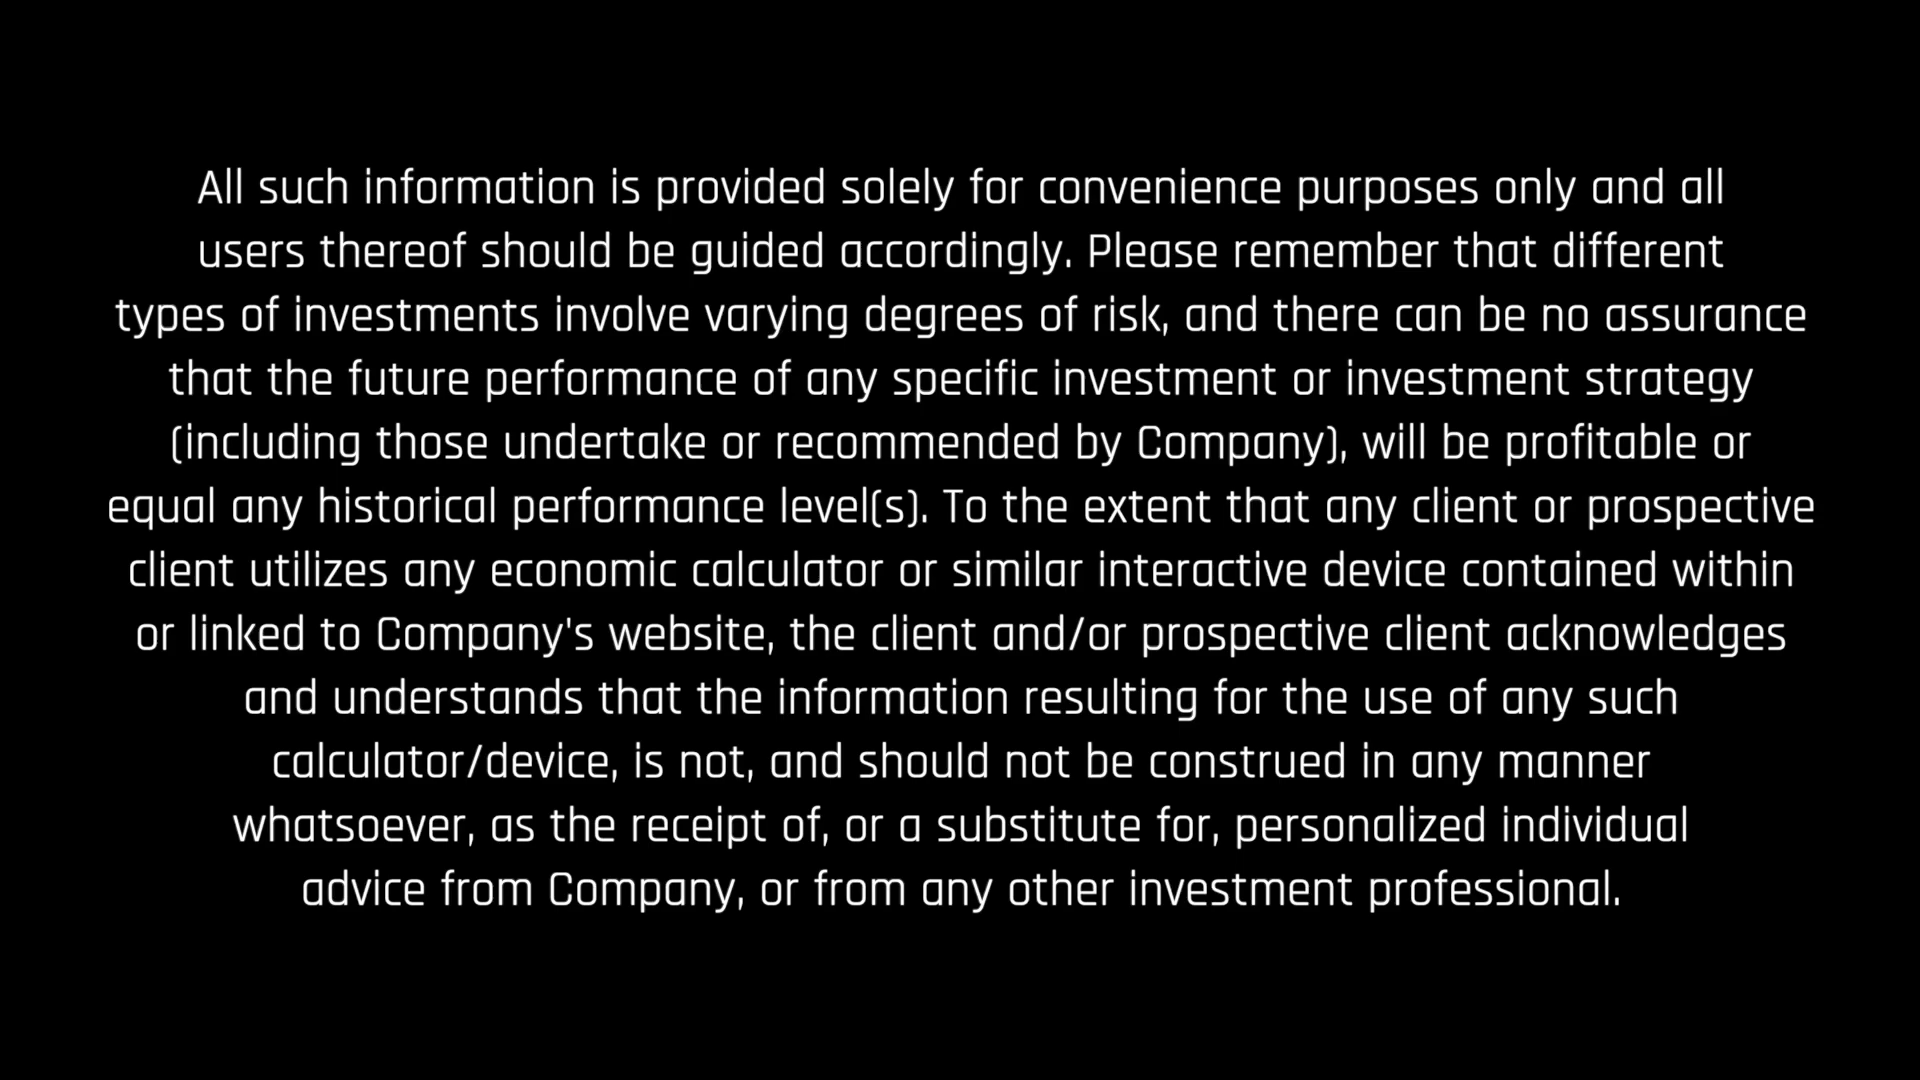 All such information is provided solely for convenience purposes only and all
users thereof should be guided accordingly. Please remember that different
types of investments involve varying degrees of risk, and there can be no assurance
that the future performance of any specific investment or investment strategy
(including those undertake or recommended by Company), will be profitable or
equal any historical performance level(s). To the extent that any client or prospective
client utilizes any economic calculator or similar interactive device contained within
or linked to Company's website, the client and/or prospective client acknowledges
and understands that the information resulting for the use of any such
calculator/device, is not, and should not be construed in any manner
whatsoever, as the receipt of, or a substitute for, personalized individual
advice from Company, or from any other investment professional.